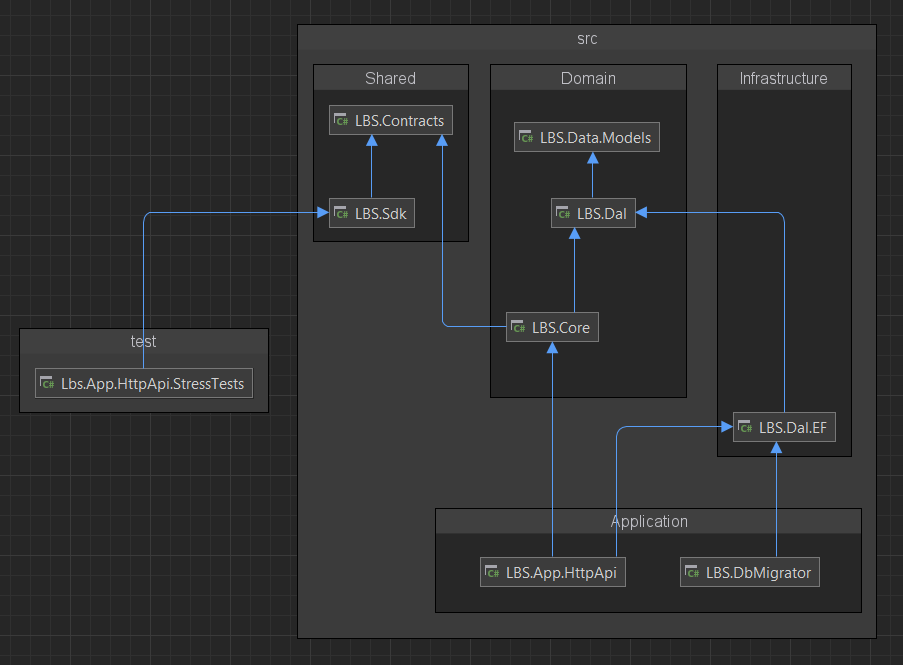 src
Shared
Domain
Infrastructure
C# LBS.Contracts
C# LBS.Data.Models
C# LBS.Sdk
C# LBS.Dal
C# LBS.Core
test
C# Lbs.App.HttpApi.StressTests
C# LBS.Dal.EF
Application
C# LBS.App.HttpApi
C# LBS.DbMigrator